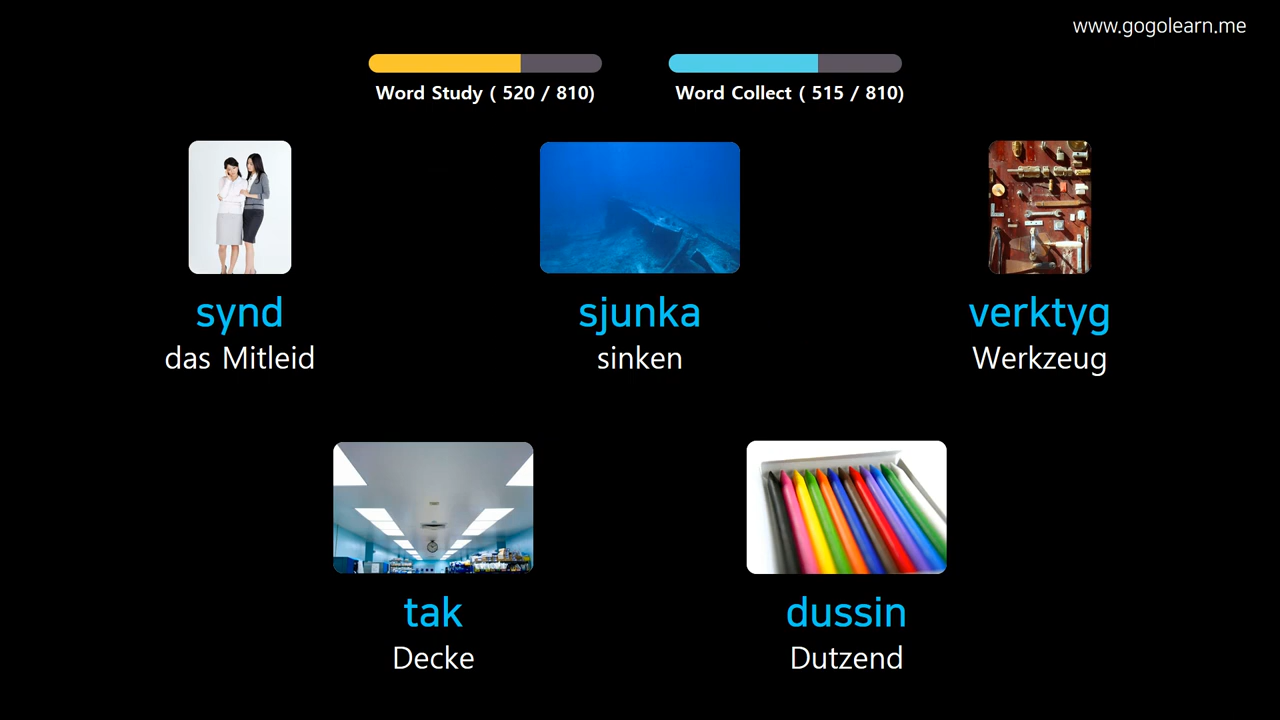 www.gogolearn.me
Word Study ( 520 / 810)
Word Collect ( 515 / 810)
synd
das Mitleid
sjunka
sinken
verktyg
Werkzeug
tak
Decke
dussin
Dutzend